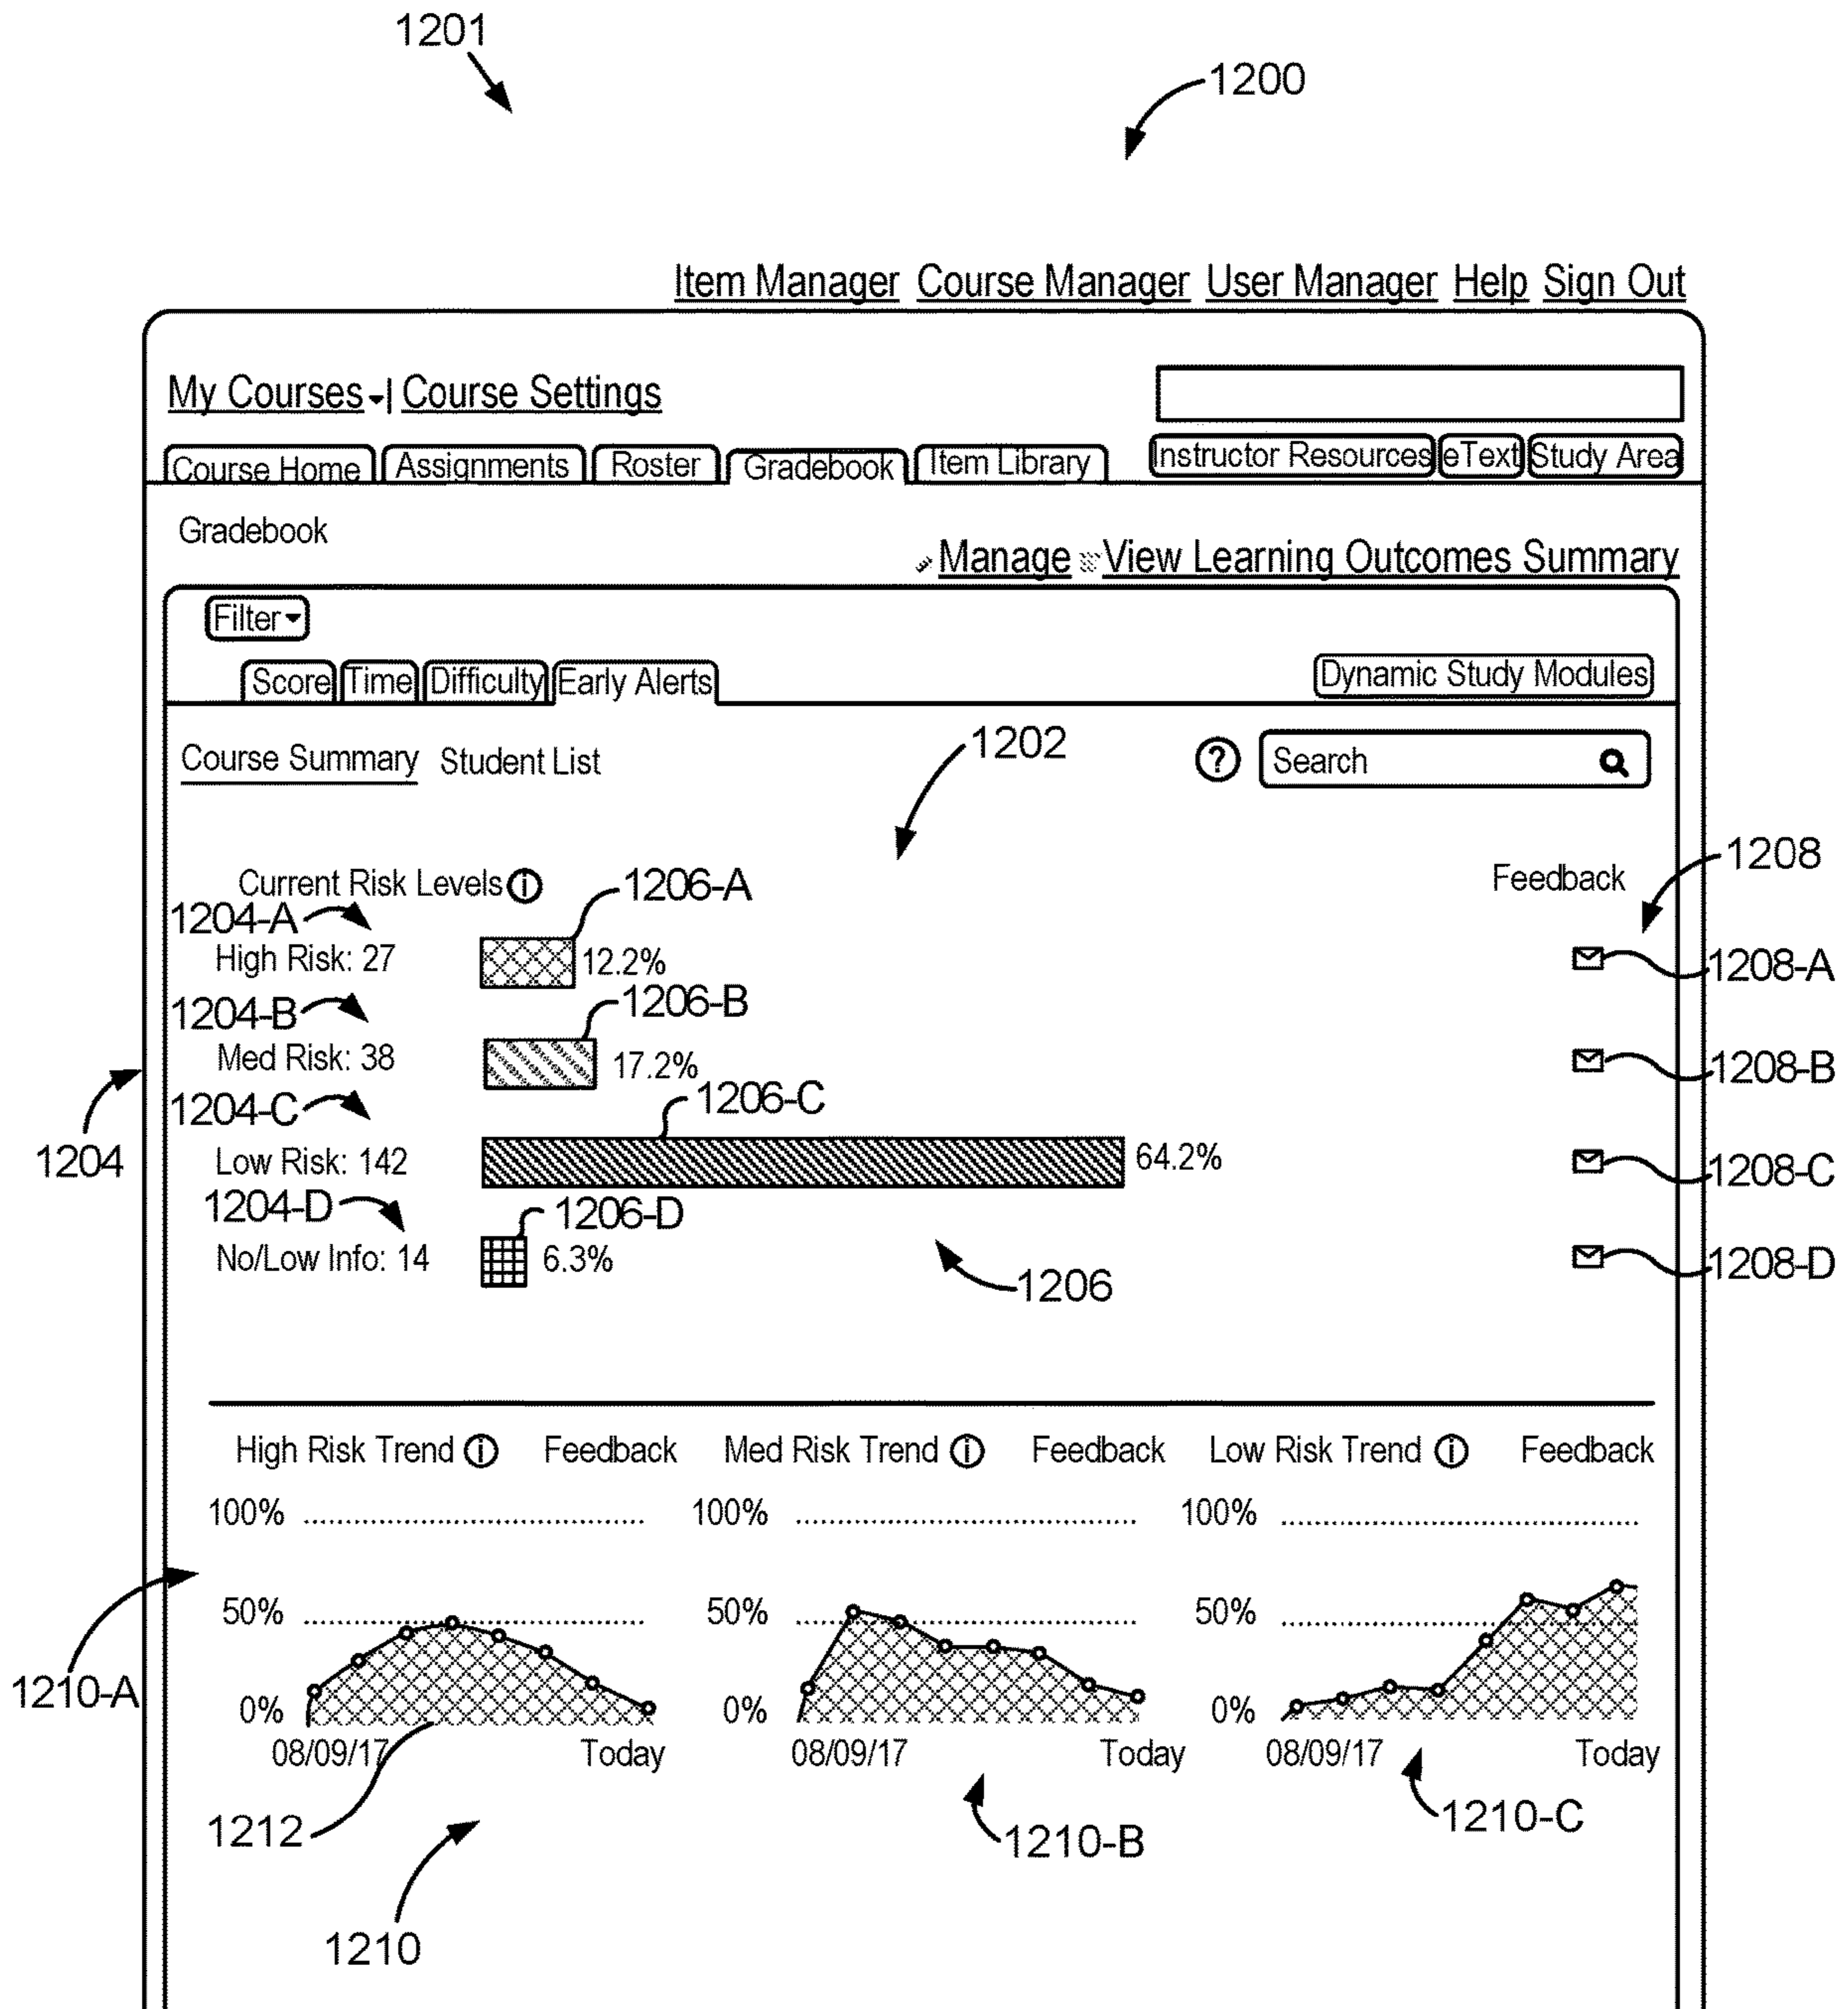 1201
1200
Item Manager Course Manager User Manager Help Sign Out
My Courses | Course Settings
Course Home Assignments Roster Gradebook Item Library Instructor Resources eText Study Area
Gradebook
Manage View Learning Outcomes Summary
Filter
Score Time Difficulty Early Alerts Dynamic Study Modules
Course Summary Student List 1202 ? Search
Current Risk Levels i 1206-A Feedback 1208
1204-A
High Risk: 27 12.2% 1208-A
1204-B 1206-B
Med Risk: 38 17.2% 1208-B
1204-C 1206-C
1204 Low Risk: 142 64.2% 1208-C
1204-D 1206-D
No/Low Info: 14 6.3% 1206 1208-D
High Risk Trend i Feedback Med Risk Trend i Feedback Low Risk Trend i Feedback
100% 100% 100%
50% 50% 50%
1210-A 0% 0% 0%
08/09/17 Today 08/09/17 Today 08/09/17 Today
1212 1210-B 1210-C
1210